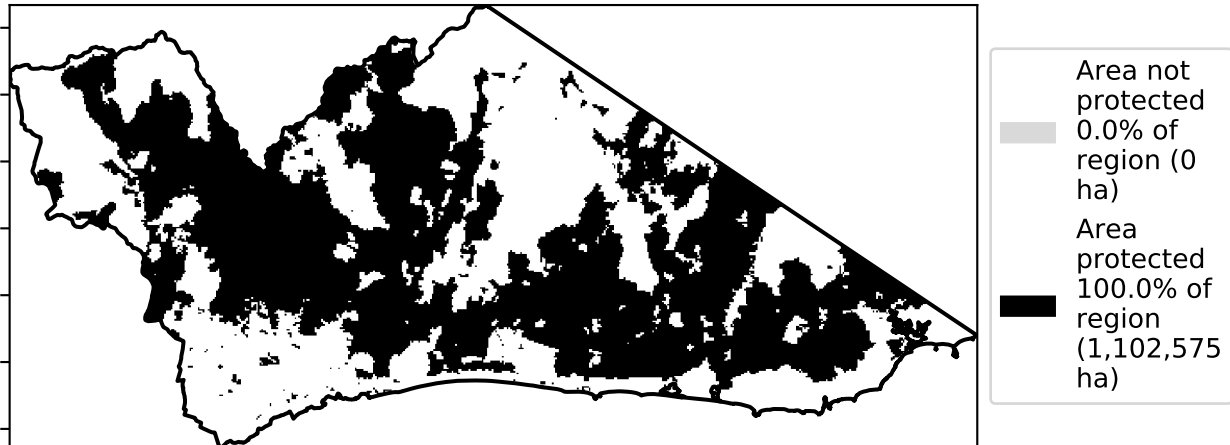 Area not
protected
0.0% of
region (0
ha)
Area
protected
100.0% of
region
(1,102,575
ha)